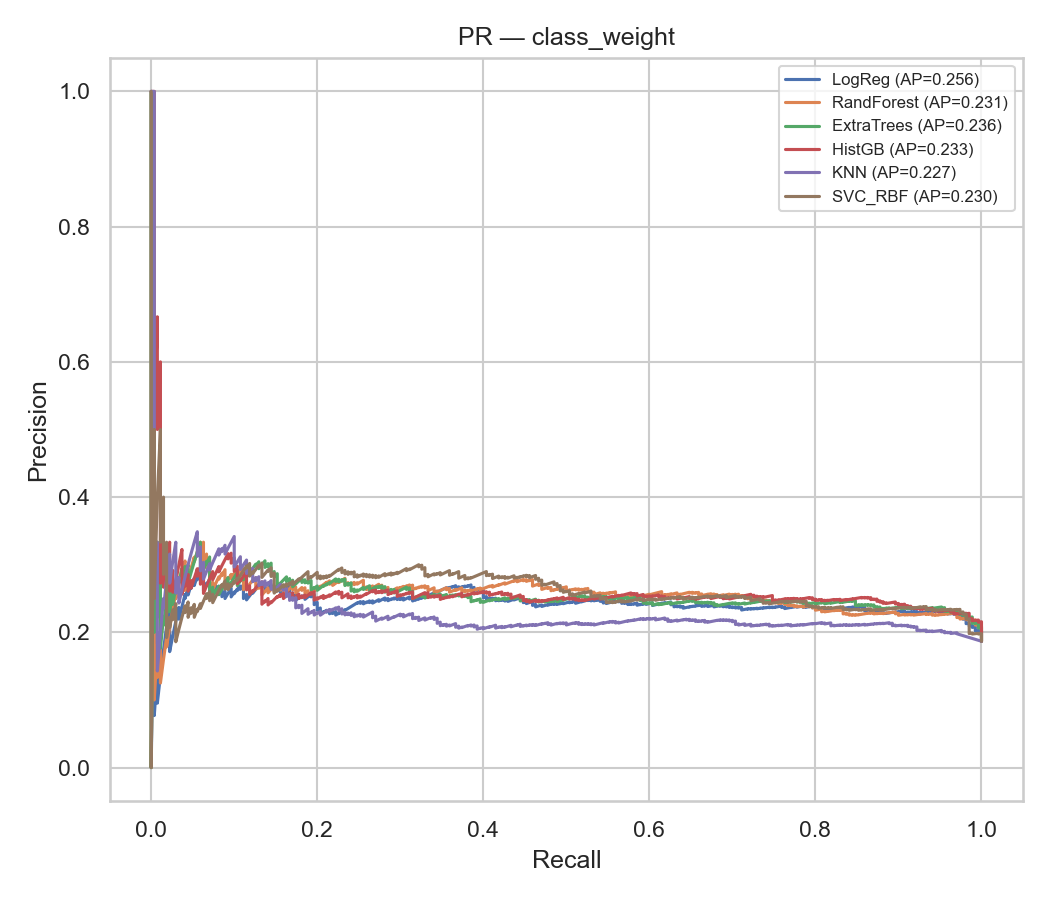 PR — class_weight
LogReg (AP=0.256)
RandForest (AP=0.231)
ExtraTrees (AP=0.236)
HistGB (AP=0.233)
KNN (AP=0.227)
SVC_RBF (AP=0.230)
1.0
0.8
0.6
0.4
0.2
0.0
Precision
0.0 0.2 0.4 0.6 0.8 1.0
Recall